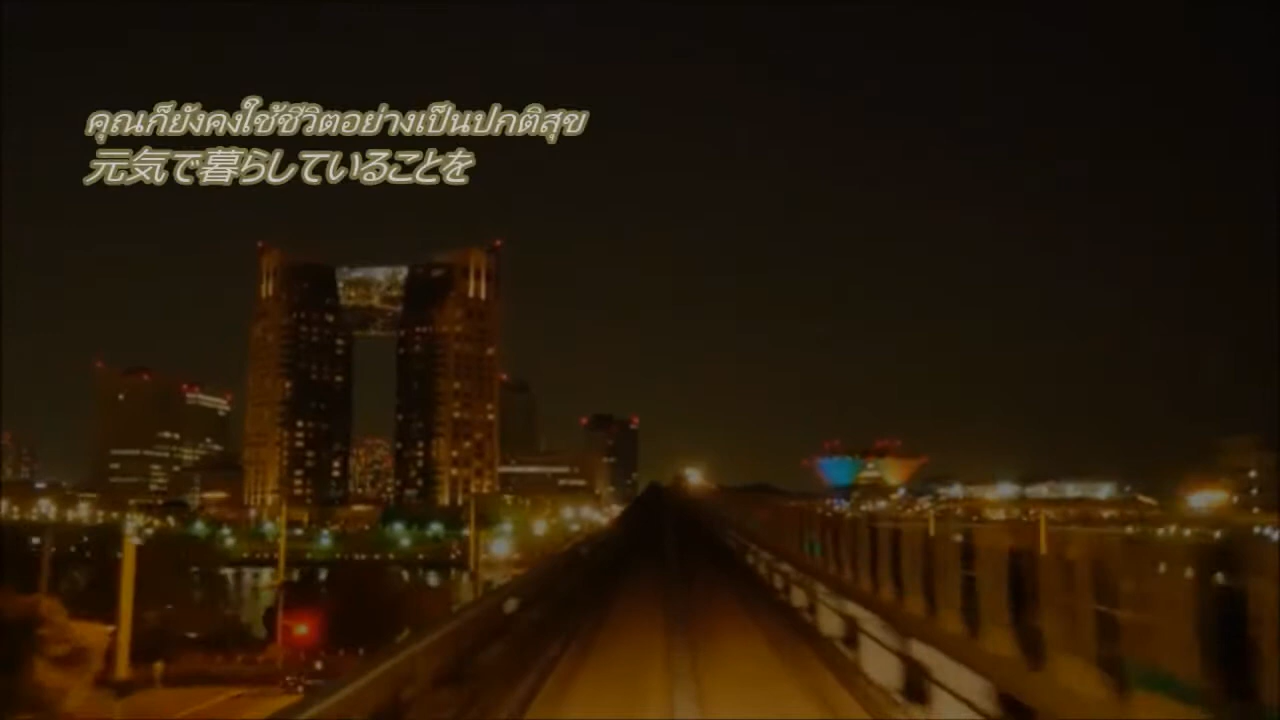 คุณก็ยังคงใช้ชีวิตอย่างเป็นปกติสุข
元気で暮らしていることを